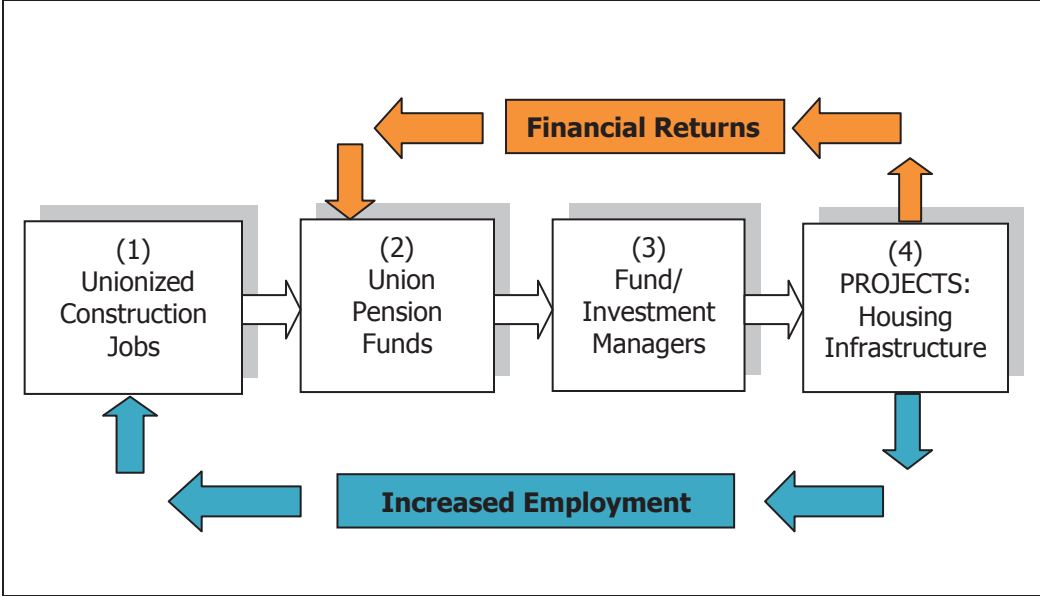 Financial Returns
(1)
Unionized
Construction
Jobs
(2)
Union
Pension
Funds
(3)
Fund/
Investment
Managers
(4)
PROJECTS:
Housing
Infrastructure
Increased Employment